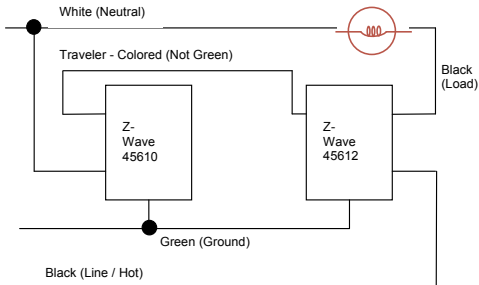 White (Neutral)
Traveler - Colored (Not Green)
Black
(Load)
Z-
Wave
45610
Z-
Wave
45612
Green (Ground)
Black (Line / Hot)